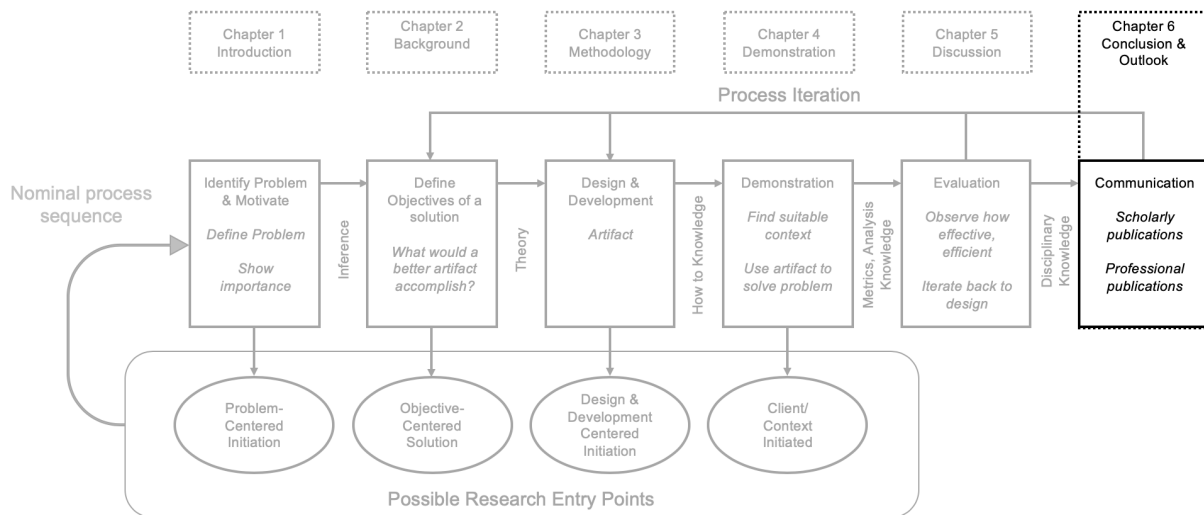 Chapter 1
Introduction
Chapter 2
Background
Chapter 3
Methodology
Chapter 4
Demonstration
Chapter 5
Discussion
Chapter 6
Conclusion &
Outlook
Process Iteration
Nominal process
sequence
Identify Problem
& Motivate
Define Problem
Show
importance
Inference
Define
Objectives of a
solution
What would a
better artifact
accomplish?
Theory
Design &
Development
Artifact
How to Knowledge
Demonstration
Find suitable
context
Use artifact to
solve problem
Metrics, Analysis
Knowledge
Evaluation
Observe how
effective,
efficient
Iterate back to
design
Disciplinary
Knowledge
Communication
Scholarly
publications
Professional
publications
Problem-
Centered
Initiation
Objective-
Centered
Solution
Design &
Development
Centered
Initiation
Client/
Context
Initiated
Possible Research Entry Points